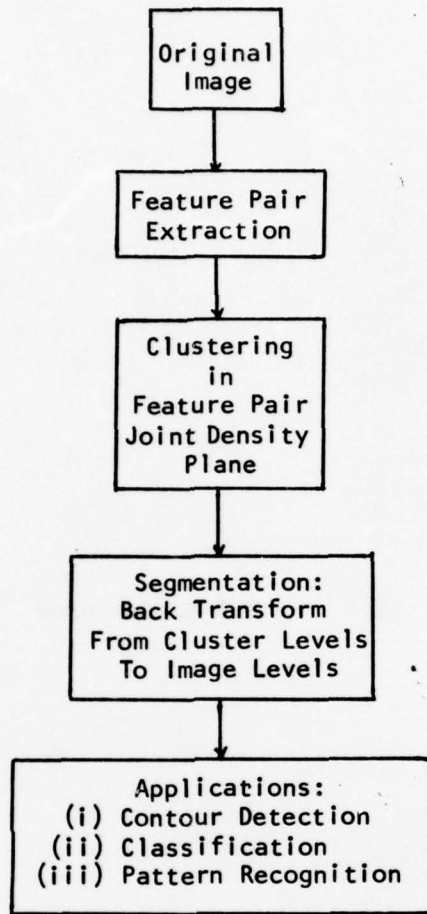 Original
Image
Feature Pair
Extraction
Clustering
in
Feature Pair
Joint Density
Plane
Segmentation:
Back Transform
From Cluster Levels
To Image Levels
Applications:
(i) Contour Detection
(ii) Classification
(iii) Pattern Recognition